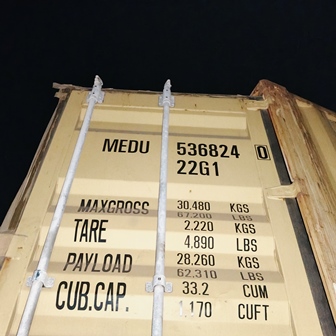 MEDU 536824 0
22G1
MAXGROSS 30.480 KGS
67.200 LBS
TARE 2.220 KGS
4.890 LBS
PAYLOAD 28.260 KGS
62.310 LBS
CUB.CAP. 33.2 CUM
1.170 CUFT